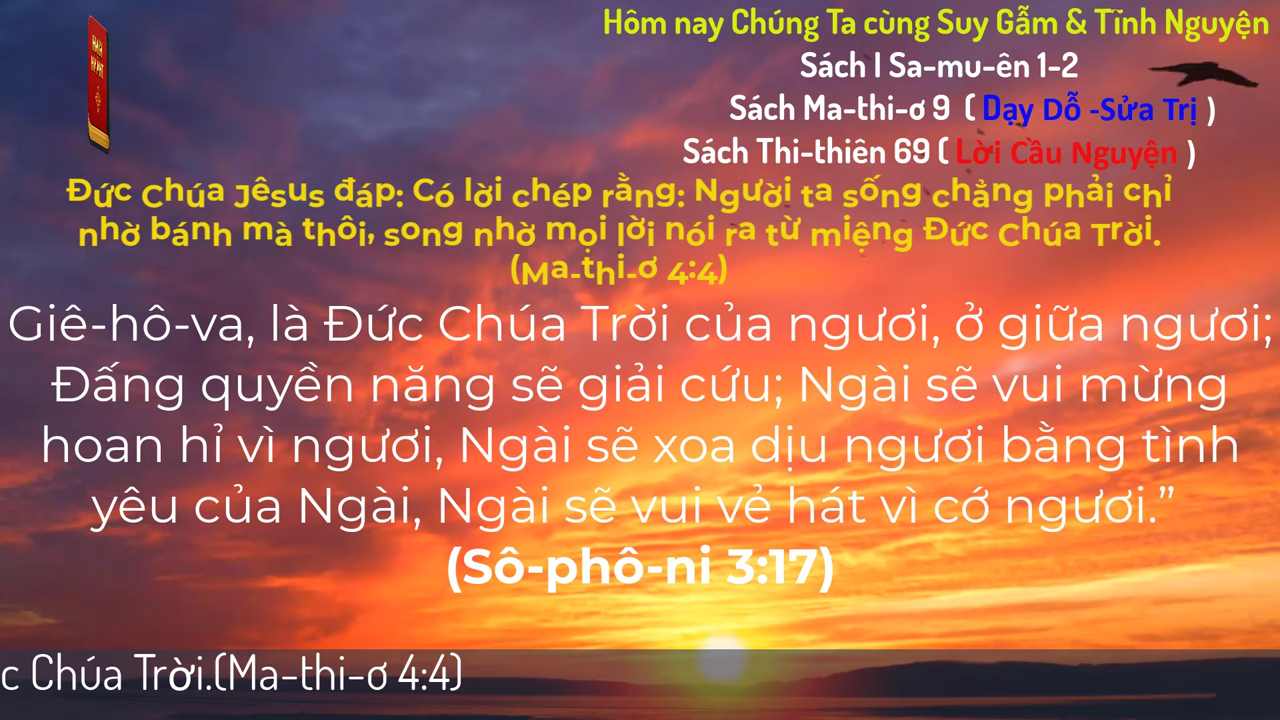 Hôm nay Chúng Ta cùng Suy Gẫm & Tĩnh Nguyện
Sách I Sa-mu-ên 1-2
Sách Ma-thi-ơ 9 ( Dạy Dỗ -Sửa Trị )
Sách Thi-thiên 69 ( Lời Cầu Nguyện )
Đức Chúa Jêsus đáp: Có lời chép rằng: Người ta sống chẳng phải chỉ
nhờ bánh mà thôi, song nhờ mọi lời nói ra từ miệng Đức Chúa Trời.
(Ma-thi-ơ 4:4)
Giê-hô-va, là Đức Chúa Trời của ngươi, ở giữa ngươi;
Đấng quyền năng sẽ giải cứu; Ngài sẽ vui mừng
hoan hỉ vì ngươi, Ngài sẽ xoa dịu ngươi bằng tình
yêu của Ngài, Ngài sẽ vui vẻ hát vì cớ ngươi.”
(Sô-phô-ni 3:17)
c Chúa Trời.(Ma-thi-ơ 4:4)